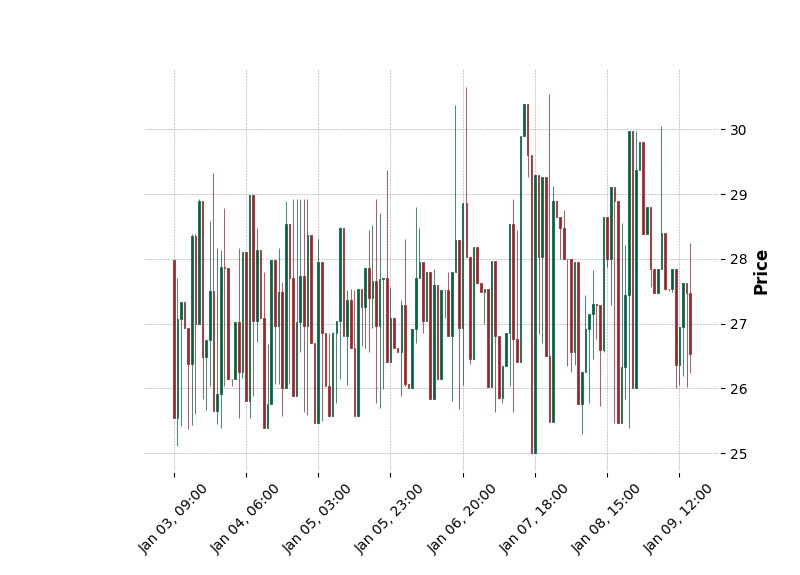 30
29
28
27
26
25
Price
Jan 03, 09:00
Jan 04, 06:00
Jan 05, 03:00
Jan 05, 23:00
Jan 06, 20:00
Jan 07, 18:00
Jan 08, 15:00
Jan 09, 12:00